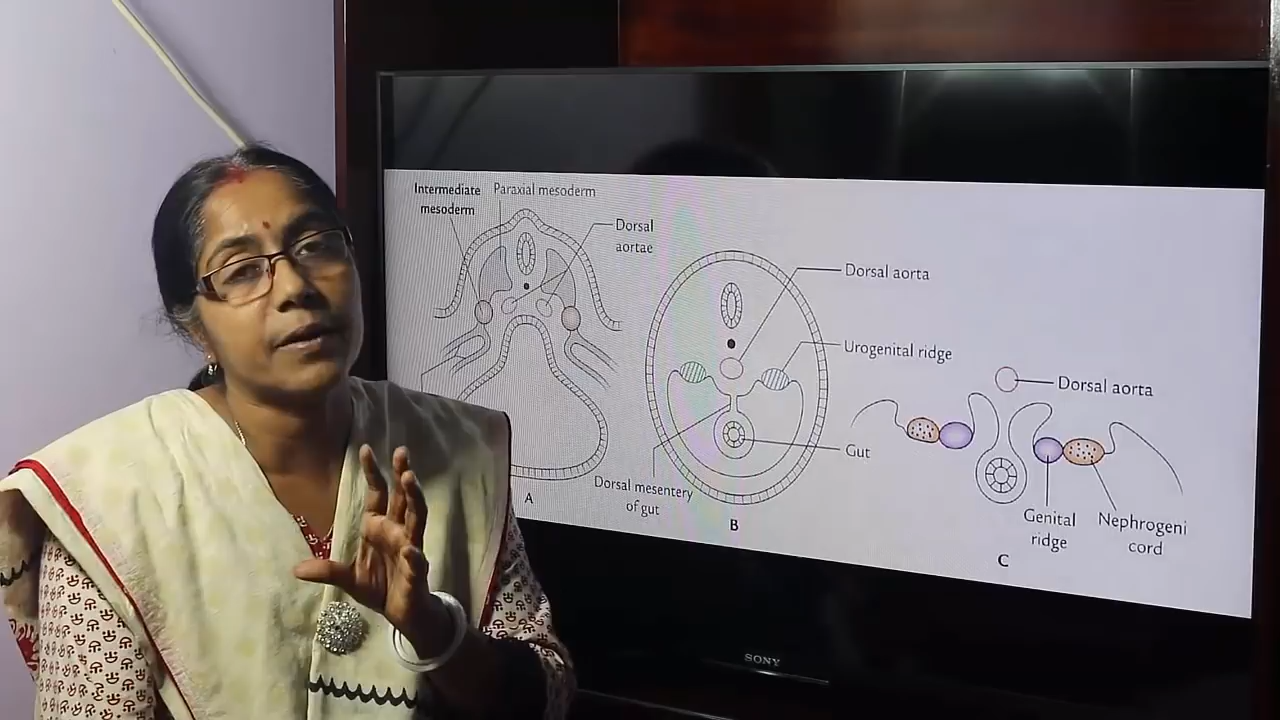 Intermediate
mesoderm
Paraxial mesoderm
Dorsal
aortae
A
Dorsal aorta
Urogenital ridge
Gut
Dorsal mesentery
of gut
B
Dorsal aorta
Genital
ridge
Nephrogeni
cord
C
SONY